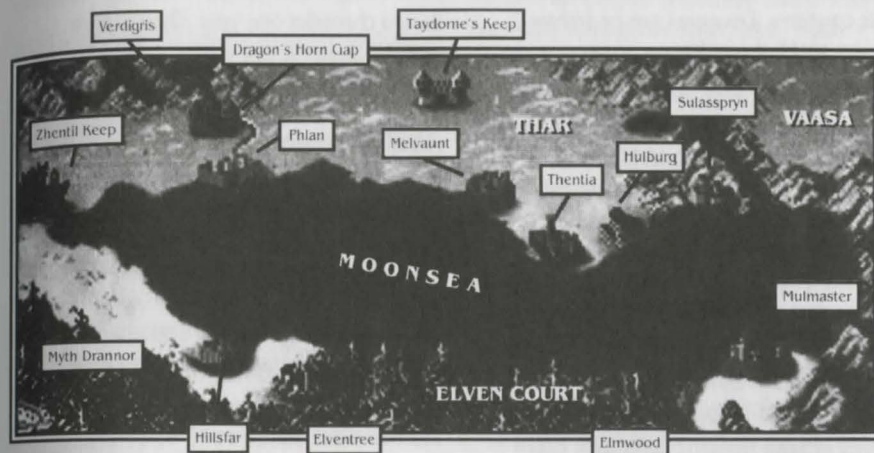 Verdigris
Taydome's Keep
Dragon's Horn Gap
Sulasspryn
VAASA
THAR
Zhentil Keep
Phlan
Melvaunt
Hulburg
Thentia
MOONSEA
Mulmaster
Myth Drannor
ELVEN COURT
Hillsfar
Elventree
Elmwood